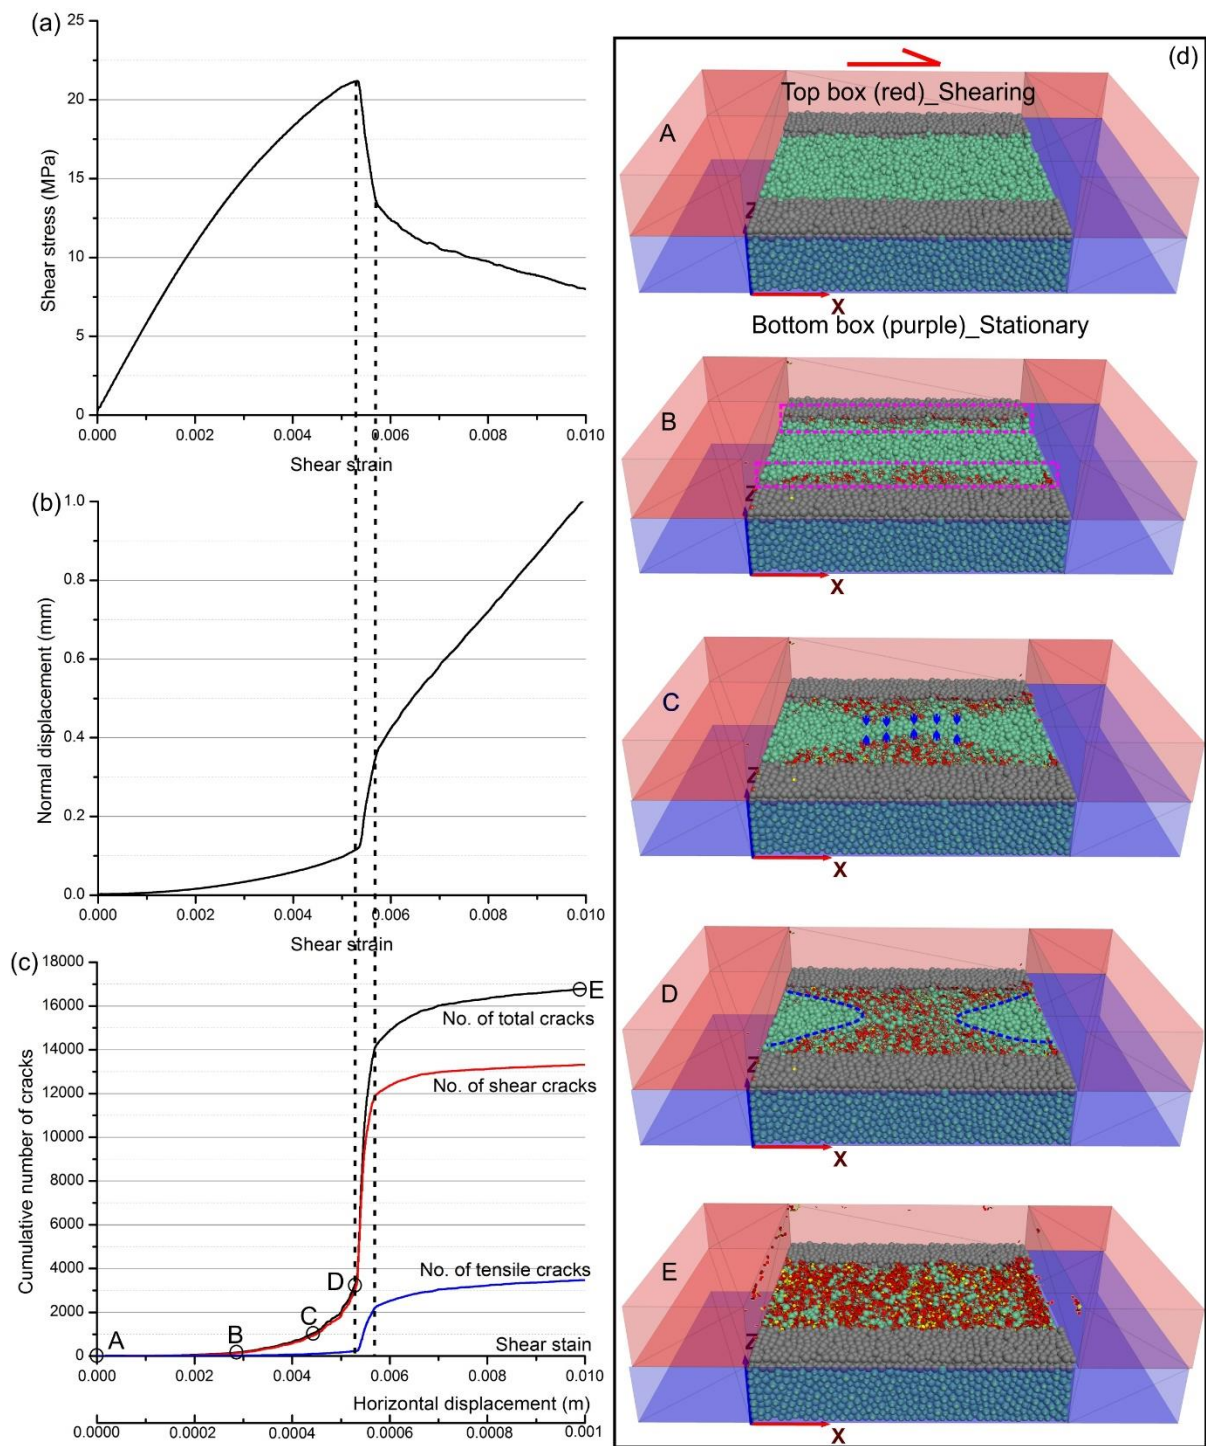 (a)
25
20
15
10
5
0
Shear stress (MPa)
0.000 0.002 0.004 0.006 0.008 0.010
Shear strain
(b)
1.0
0.8
0.6
0.4
0.2
0.0
Normal displacement (mm)
0.000 0.002 0.004 0.006 0.008 0.010
Shear strain
(c)
18000
16000
14000
12000
10000
8000
6000
4000
2000
0
Cumulative number of cracks
E
No. of total cracks
No. of shear cracks
No. of tensile cracks
D
C
B
A
Shear stain
0.000 0.002 0.004 0.006 0.008 0.010
Horizontal displacement (m)
0.0000 0.0002 0.0004 0.0006 0.0008 0.001
(d)
Top box (red)_Shearing
A
Z
X
Bottom box (purple)_Stationary
B
Z
X
C
Z
X
D
Z
X
E
Z
X